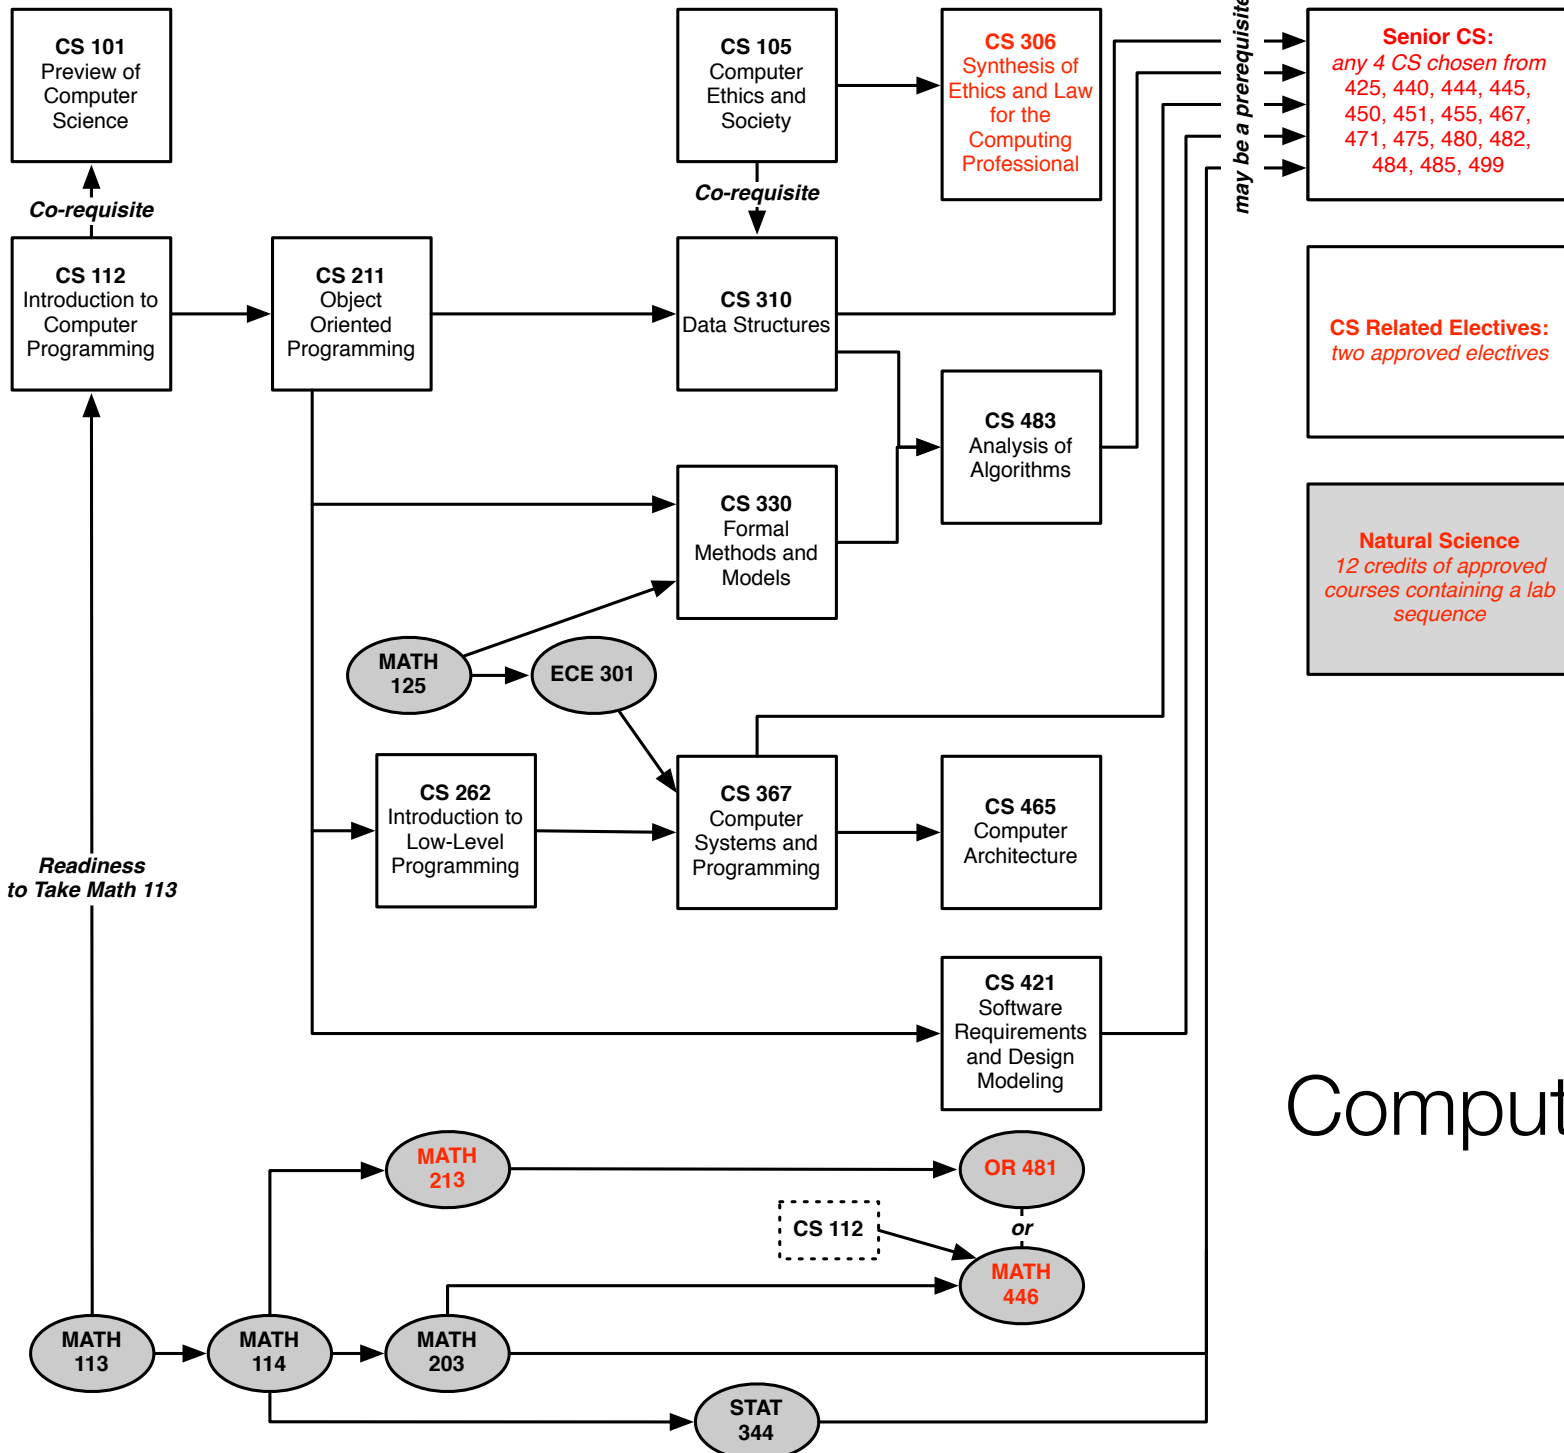 CS 101
Preview of
Computer
Science
CS 105
Computer
Ethics and
Society
CS 306
Synthesis of
Ethics and Law
for the
Computing
Professional
may be a prerequisite
Senior CS:
any 4 CS chosen from
425, 440, 444, 445,
450, 451, 455, 467,
471, 475, 480, 482,
484, 485, 499
Co-requisite
Co-requisite
CS 112
Introduction to
Computer
Programming
CS 211
Object
Oriented
Programming
CS 310
Data Structures
CS Related Electives:
two approved electives
CS 483
Analysis of
Algorithms
CS 330
Formal
Methods and
Models
Natural Science
12 credits of approved
courses containing a lab
sequence
MATH
125
ECE 301
CS 262
Introduction to
Low-Level
Programming
CS 367
Computer
Systems and
Programming
CS 465
Computer
Architecture
Readiness
to Take Math 113
CS 421
Software
Requirements
and Design
Modeling
Comput
MATH
213
OR 481
or
CS 112
MATH
446
MATH
113
MATH
114
MATH
203
STAT
344